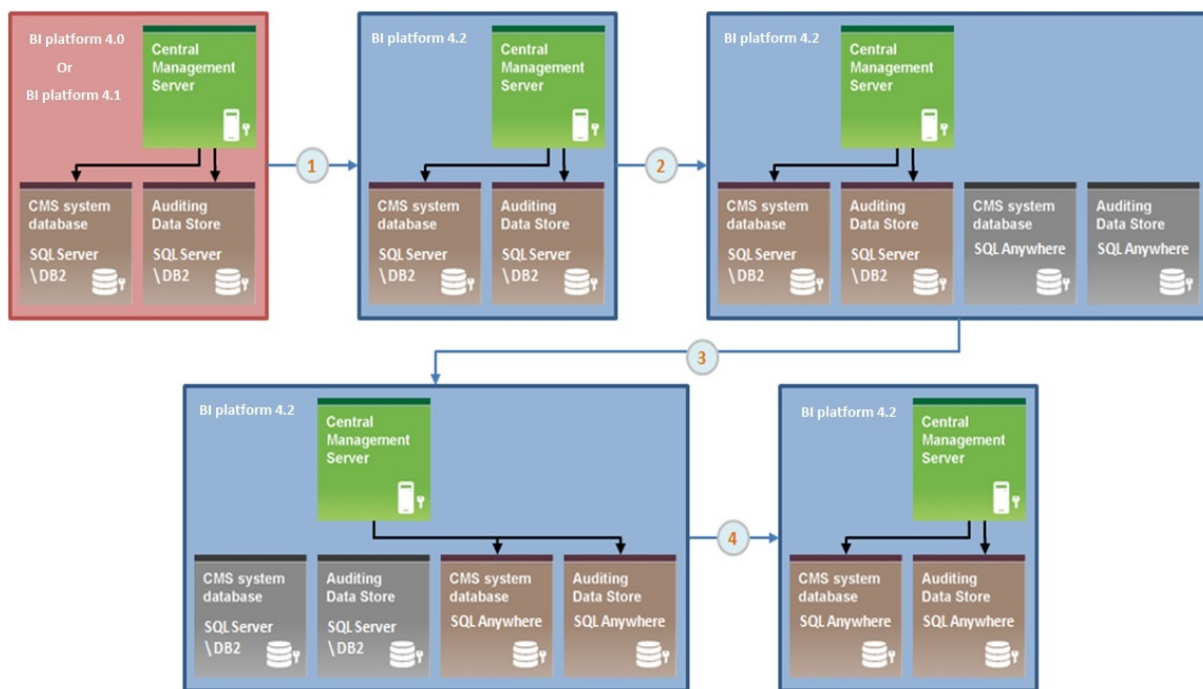 BI platform 4.0
Or
BI platform 4.1
Central
Management
Server
CMS system
database
SQL Server
\DB2
Auditing
Data Store
SQL Server
\DB2
1
BI platform 4.2
Central
Management
Server
CMS system
database
SQL Server
\DB2
Auditing
Data Store
SQL Server
\DB2
2
BI platform 4.2
Central
Management
Server
CMS system
database
SQL Server
\DB2
Auditing
Data Store
SQL Server
\DB2
CMS system
database
SQL Anywhere
Auditing
Data Store
SQL Anywhere
3
BI platform 4.2
Central
Management
Server
CMS system
database
SQL Server
\DB2
Auditing
Data Store
SQL Server
\DB2
CMS system
database
SQL Anywhere
Auditing
Data Store
SQL Anywhere
4
BI platform 4.2
Central
Management
Server
CMS system
database
SQL Anywhere
Auditing
Data Store
SQL Anywhere